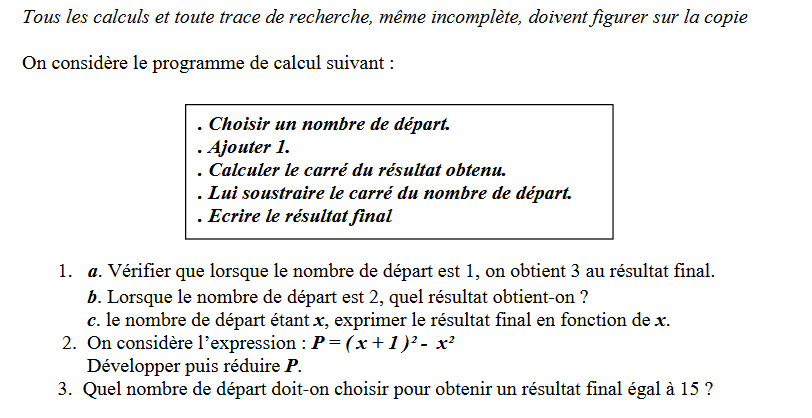 Tous les calculs et toute trace de recherche, même incomplète, doivent figurer sur la copie
On considère le programme de calcul suivant :
. Choisir un nombre de départ.
. Ajouter 1.
. Calculer le carré du résultat obtenu.
. Lui soustraire le carré du nombre de départ.
. Ecrire le résultat final
1. a. Vérifier que lorsque le nombre de départ est 1, on obtient 3 au résultat final.
b. Lorsque le nombre de départ est 2, quel résultat obtient-on ?
c. le nombre de départ étant x, exprimer le résultat final en fonction de x.
2. On considère l’expression : P = ( x + 1 )² - x²
Développer puis réduire P.
3. Quel nombre de départ doit-on choisir pour obtenir un résultat final égal à 15 ?